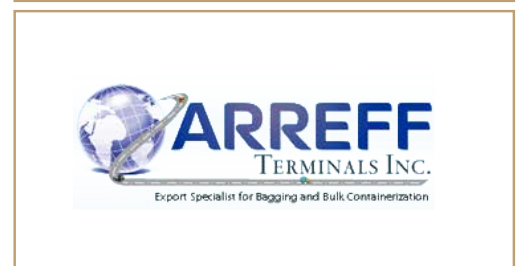 ARREFF
TERMINALS INC.
Export Specialist for Bagging and Bulk Containerization